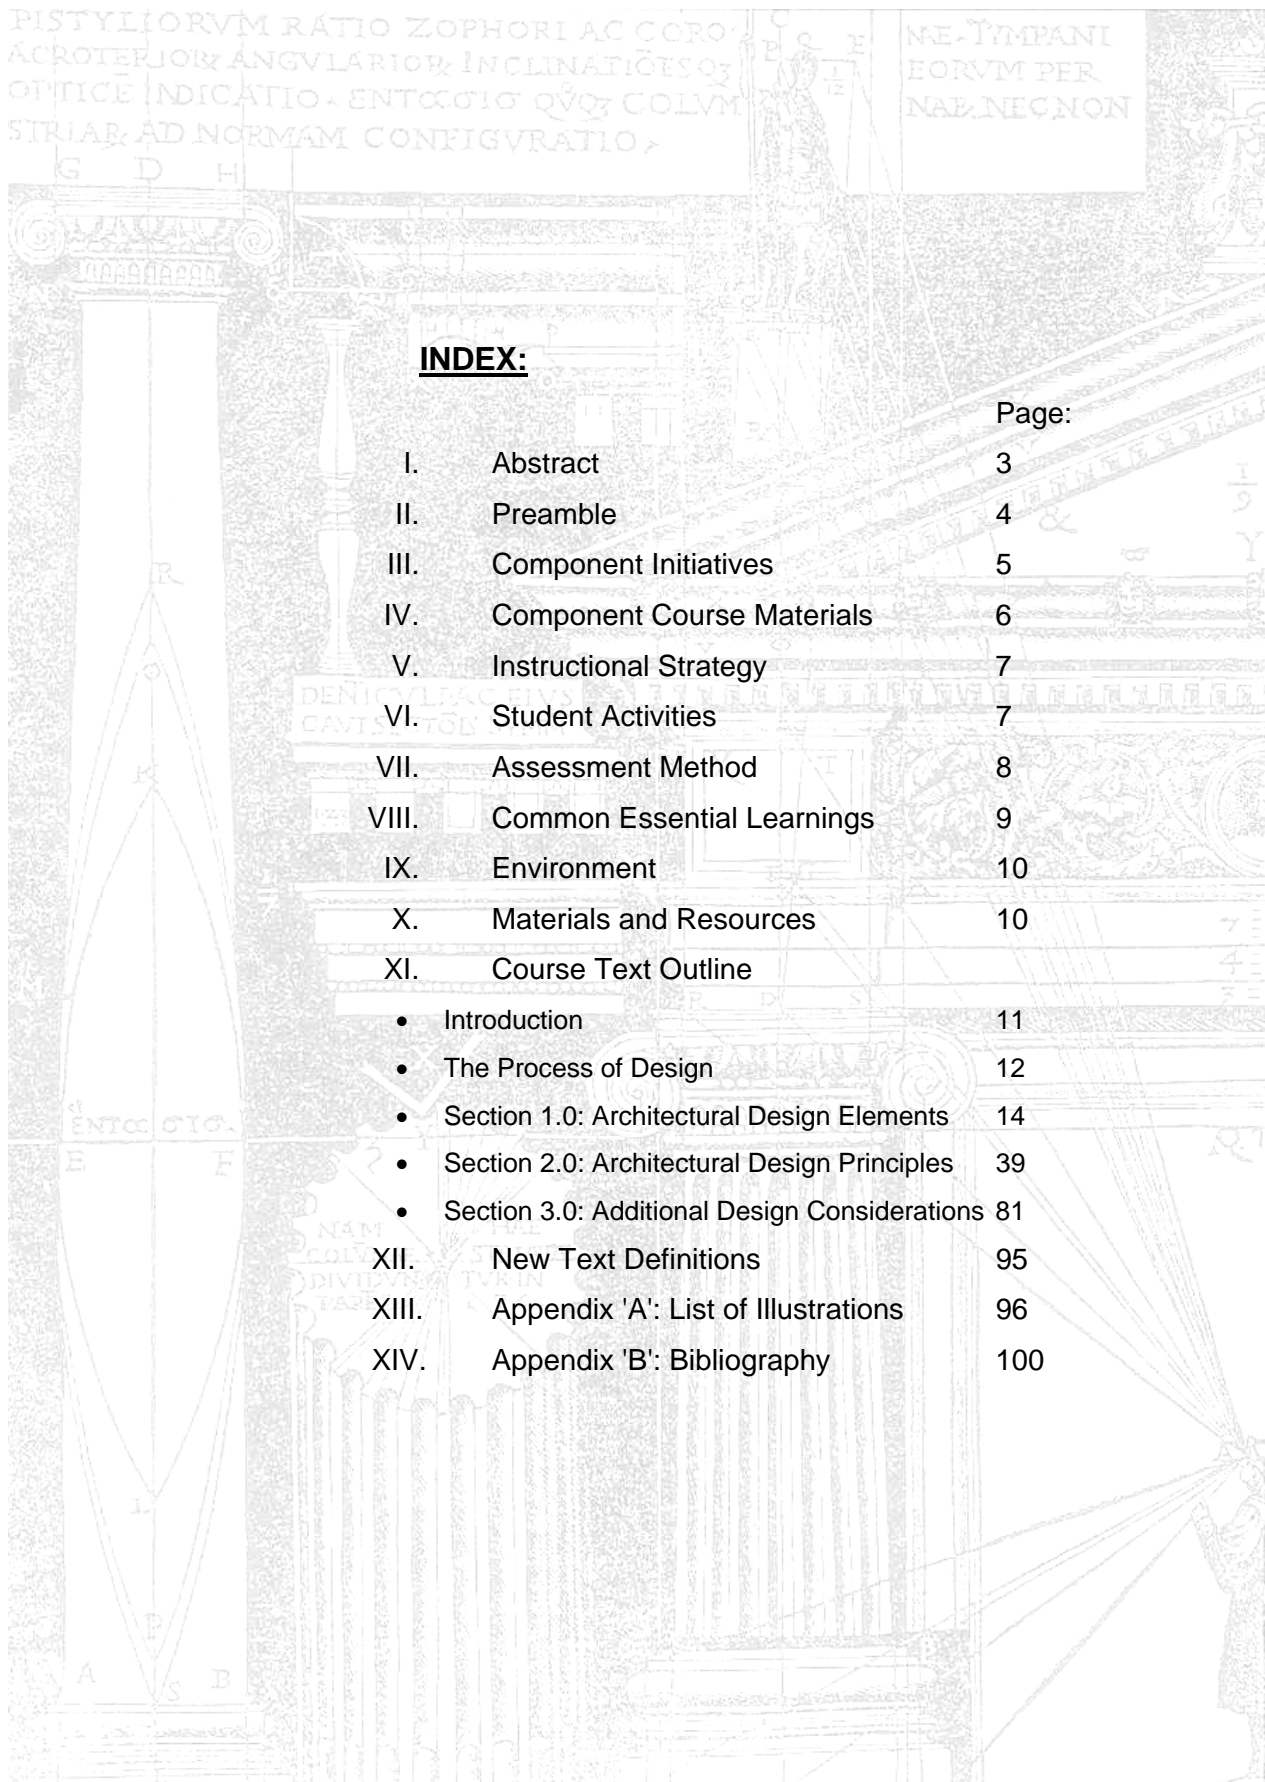 PISTYLIORVM RATIO ZOPHORI AC CORO
NÆ TYMPANI
ANGVLARIOR INCLINATIOES
EORVM PER
OPTICE INDICATIO
COLVM
NAR. NECNON
STRIAR AD NORMAM CONFIGVRATIO
G D H
INDEX:
Page:
I. Abstract 3
II. Preamble 4
III. Component Initiatives 5
IV. Component Course Materials 6
V. Instructional Strategy 7
VI. Student Activities 7
VII. Assessment Method 8
VIII. Common Essential Learnings 9
IX. Environment 10
X. Materials and Resources 10
XI. Course Text Outline
• Introduction 11
• The Process of Design 12
• Section 1.0: Architectural Design Elements 14
• Section 2.0: Architectural Design Principles 39
• Section 3.0: Additional Design Considerations 81
XII. New Text Definitions 95
XIII. Appendix 'A': List of Illustrations 96
XIV. Appendix 'B': Bibliography 100
R
K
E F
L
P
A S B